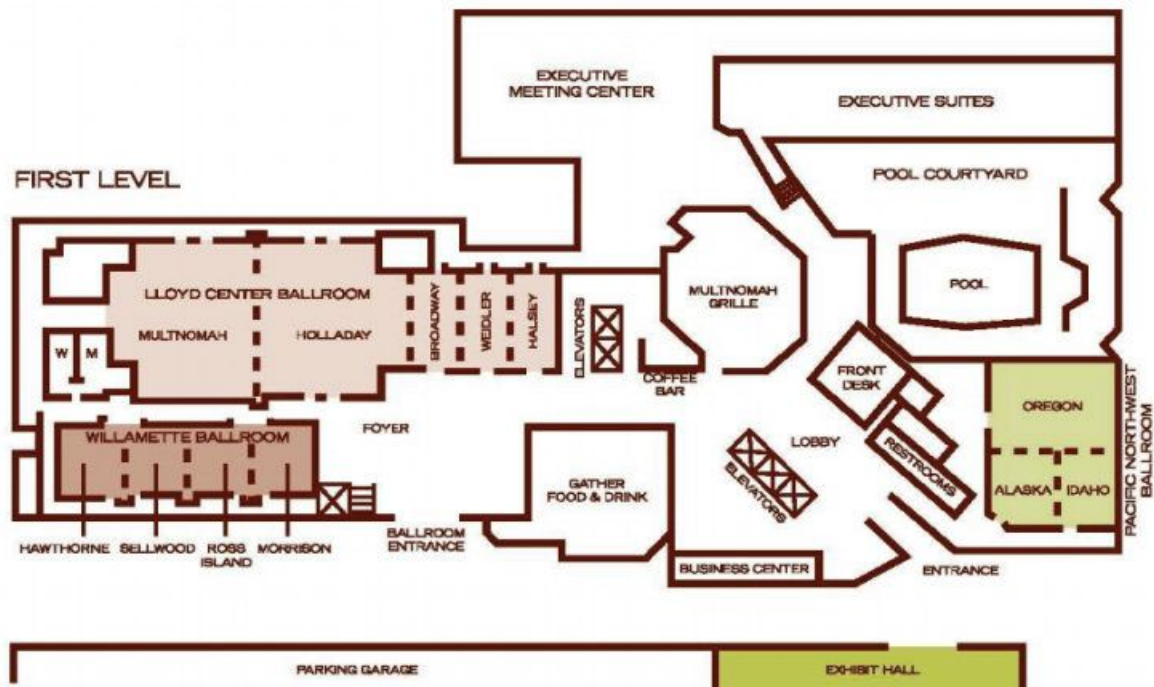 EXECUTIVE
MEETING CENTER
EXECUTIVE SUITES
FIRST LEVEL
POOL COURTYARD
POOL
LLOYD CENTER BALLROOM
MULTNOMAH
HOLLADAY
BROADWAY
WEIDLER
HALSEY
ELEVATORS
MULTNOMAH
GRILLE
W M
COFFEE
BAR
FRONT
DESK
OREGON
WILLAMETTE BALLROOM
FOYER
LOBBY
RESTROOMS
ELEVATORS
ALASKA
IDAHO
PACIFIC NORTHWEST
BALLROOM
GATHER
FOOD & DRINK
HAWTHORNE
SELLWOOD
ROSS
ISLAND
MORRISON
BALLROOM
ENTRANCE
BUSINESS CENTER
ENTRANCE
PARKING GARAGE
EXHIBIT HALL